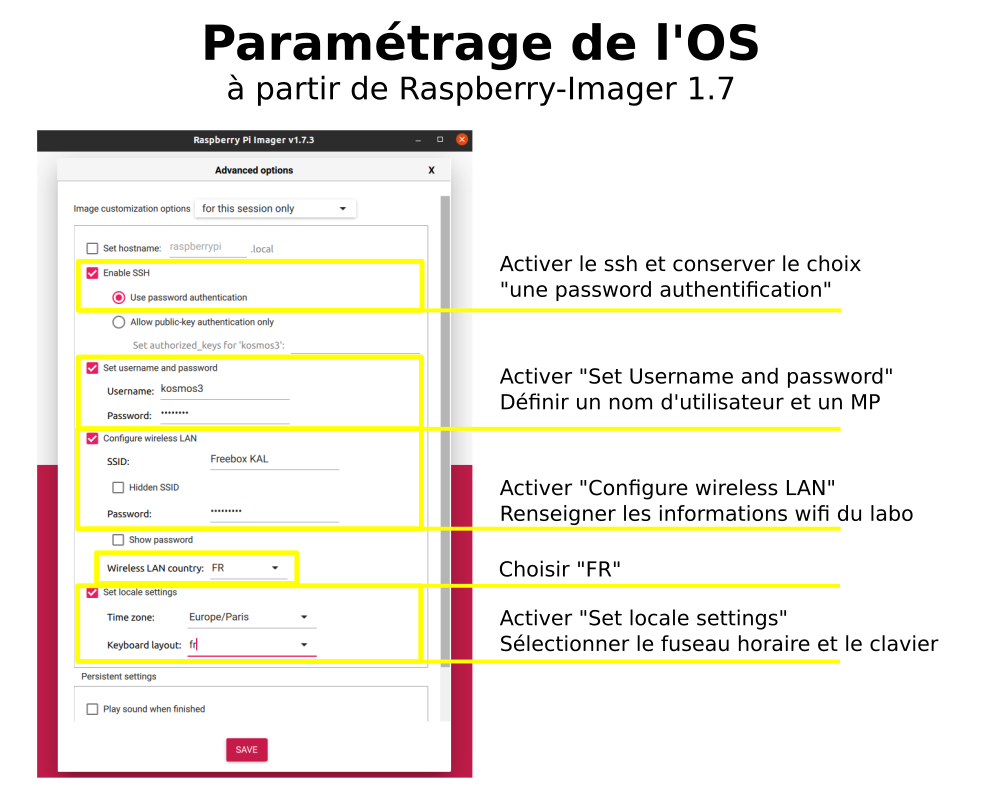 Paramétrage de l'OS
à partir de Raspberry-Imager 1.7
Raspberry Pi Imager v1.7.3
Advanced options
X
Image customization options for this session only
Set hostname: raspberrypi .local
Enable SSH
Use password authentication
Allow public-key authentication only
Set authorized_keys for 'kosmos3':
Set username and password
Username: kosmos3
Password: ••••••••
Configure wireless LAN
SSID: Freebox KAL
Hidden SSID
Password: •••••••••
Show password
Wireless LAN country: FR
Set locale settings
Time zone: Europe/Paris
Keyboard layout: fr
Persistent settings
Play sound when finished
SAVE
Activer le ssh et conserver le choix
"une password authentification"
Activer "Set Username and password"
Définir un nom d'utilisateur et un MP
Activer "Configure wireless LAN"
Renseigner les informations wifi du labo
Choisir "FR"
Activer "Set locale settings"
Sélectionner le fuseau horaire et le clavier